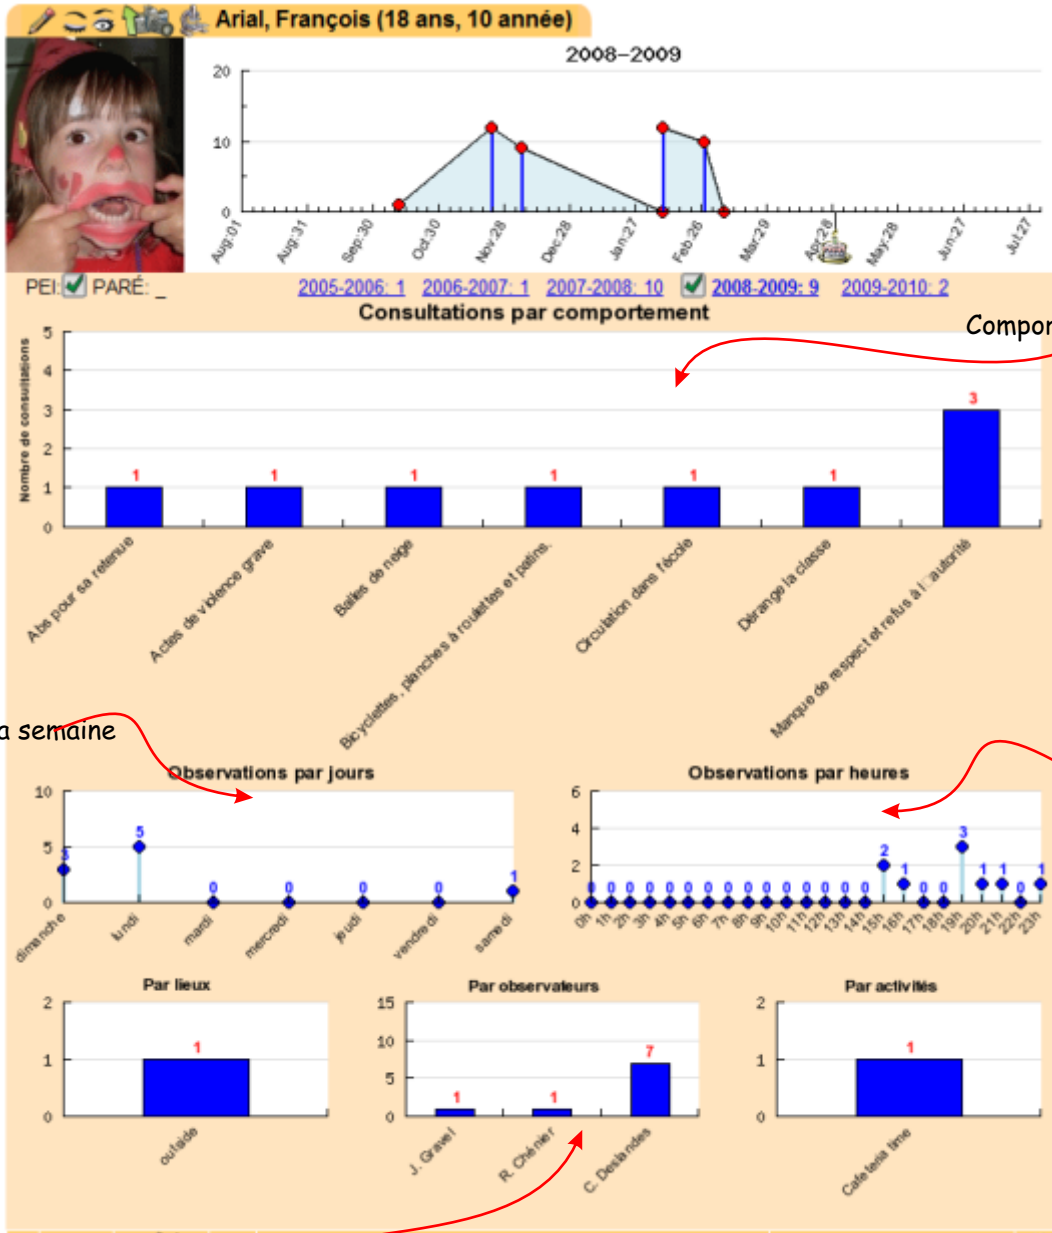 Arial, François (18 ans, 10 année)
2008-2009
20
10
0
Aug:01 Aug:31 Sep:30 Oct:30 Nov:28 Dec:28 Jan:27 Feb:26 Mar:29 Apr:28 May:28 Jun:27 Jul:27
PEI: PARÉ: _ 2005-2006: 1 2006-2007: 1 2007-2008: 10 2008-2009: 9 2009-2010: 2
Consultations par comportement
Compor
Nombre de consultations
5
4
3
2
1
0
1 1 1 1 1 1 3
Abs pour sa retenue
Actes de violence grave
Balles de neige
Bicyclettes, planches à roulettes et patins.
Circulation dans l'école
Dérange la classe
Manque de respect et refus à l□autorité
a semaine
Observations par jours
10
5
0
3 5 0 0 0 0 1
dimanche lundi mardi mercredi jeudi vendredi samedi
Observations par heures
6
4
2
0
0 0 0 0 0 0 0 0 0 0 0 0 0 0 0 2 1 0 0 3 1 1 0 1
0h 1h 2h 3h 4h 5h 6h 7h 8h 9h 10h 11h 12h 13h 14h 15h 16h 17h 18h 19h 20h 21h 22h 23h
Par lieux
2
1
0
1
outside
Par observateurs
15
10
5
0
1 1 7
J. Gravel R. Chénier C. Deslandes
Par activités
2
1
0
1
Cafeteria time